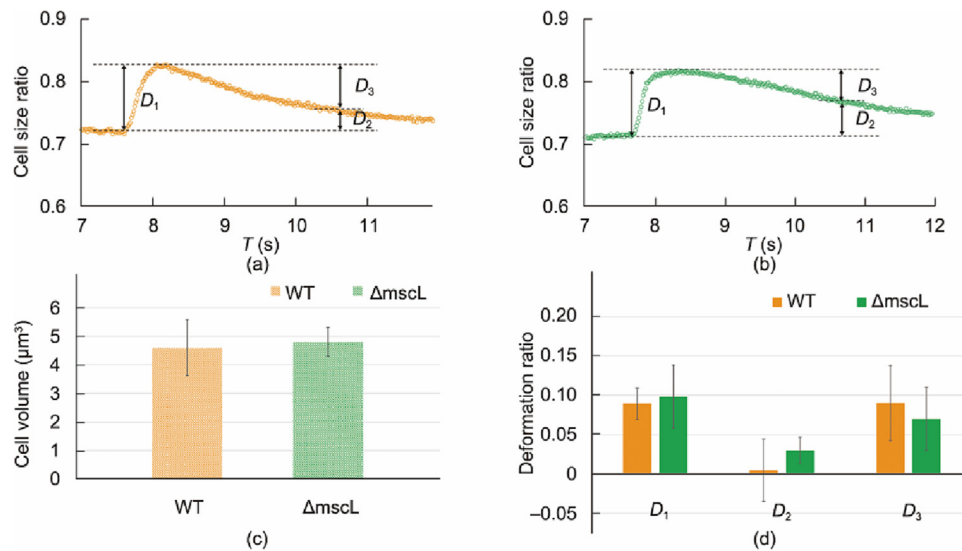 0.9
0.8
0.7
0.6
Cell size ratio
D1
D3
D2
7 8 9 10 11
T (s)
(a)
0.9
0.8
0.7
0.6
Cell size ratio
D1
D3
D2
7 8 9 10 11 12
T (s)
(b)
WT ΔmscL
6
5
4
3
2
1
0
Cell volume (μm³)
WT ΔmscL
(c)
WT ΔmscL
0.20
0.15
0.10
0.05
0
−0.05
Deformation ratio
D1 D2 D3
(d)